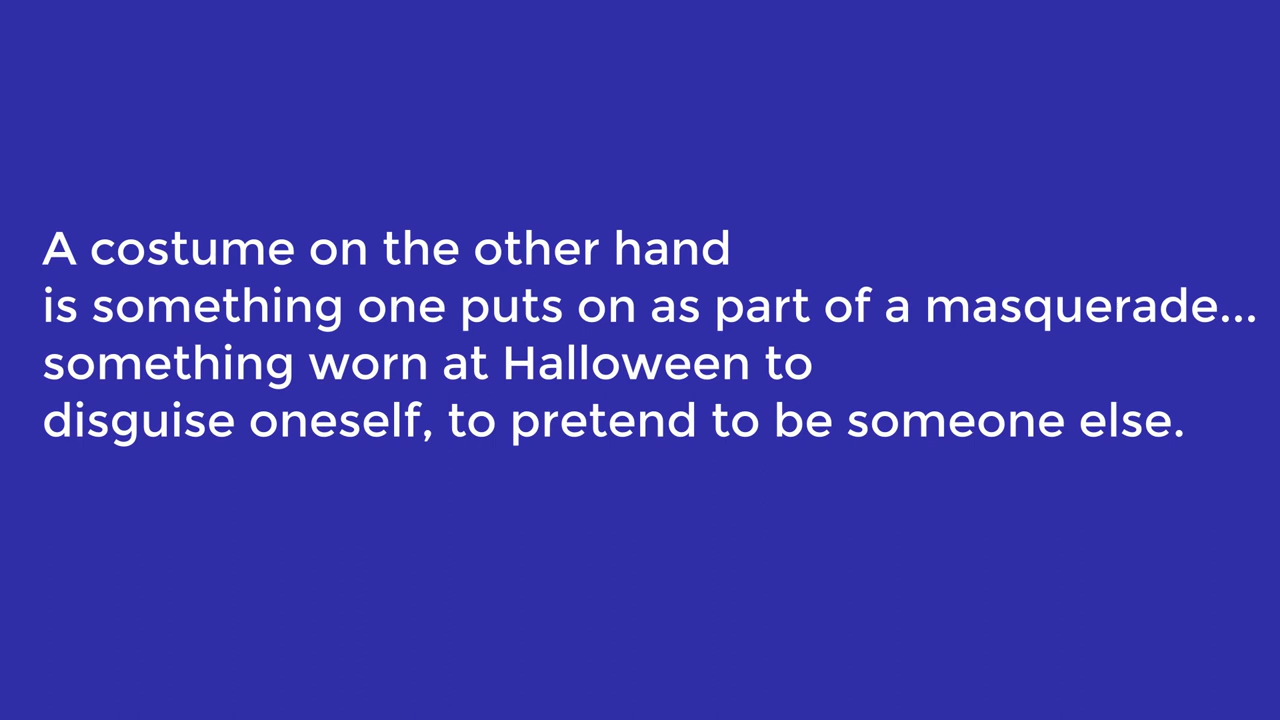 A costume on the other hand
is something one puts on as part of a masquerade...
something worn at Halloween to
disguise oneself, to pretend to be someone else.